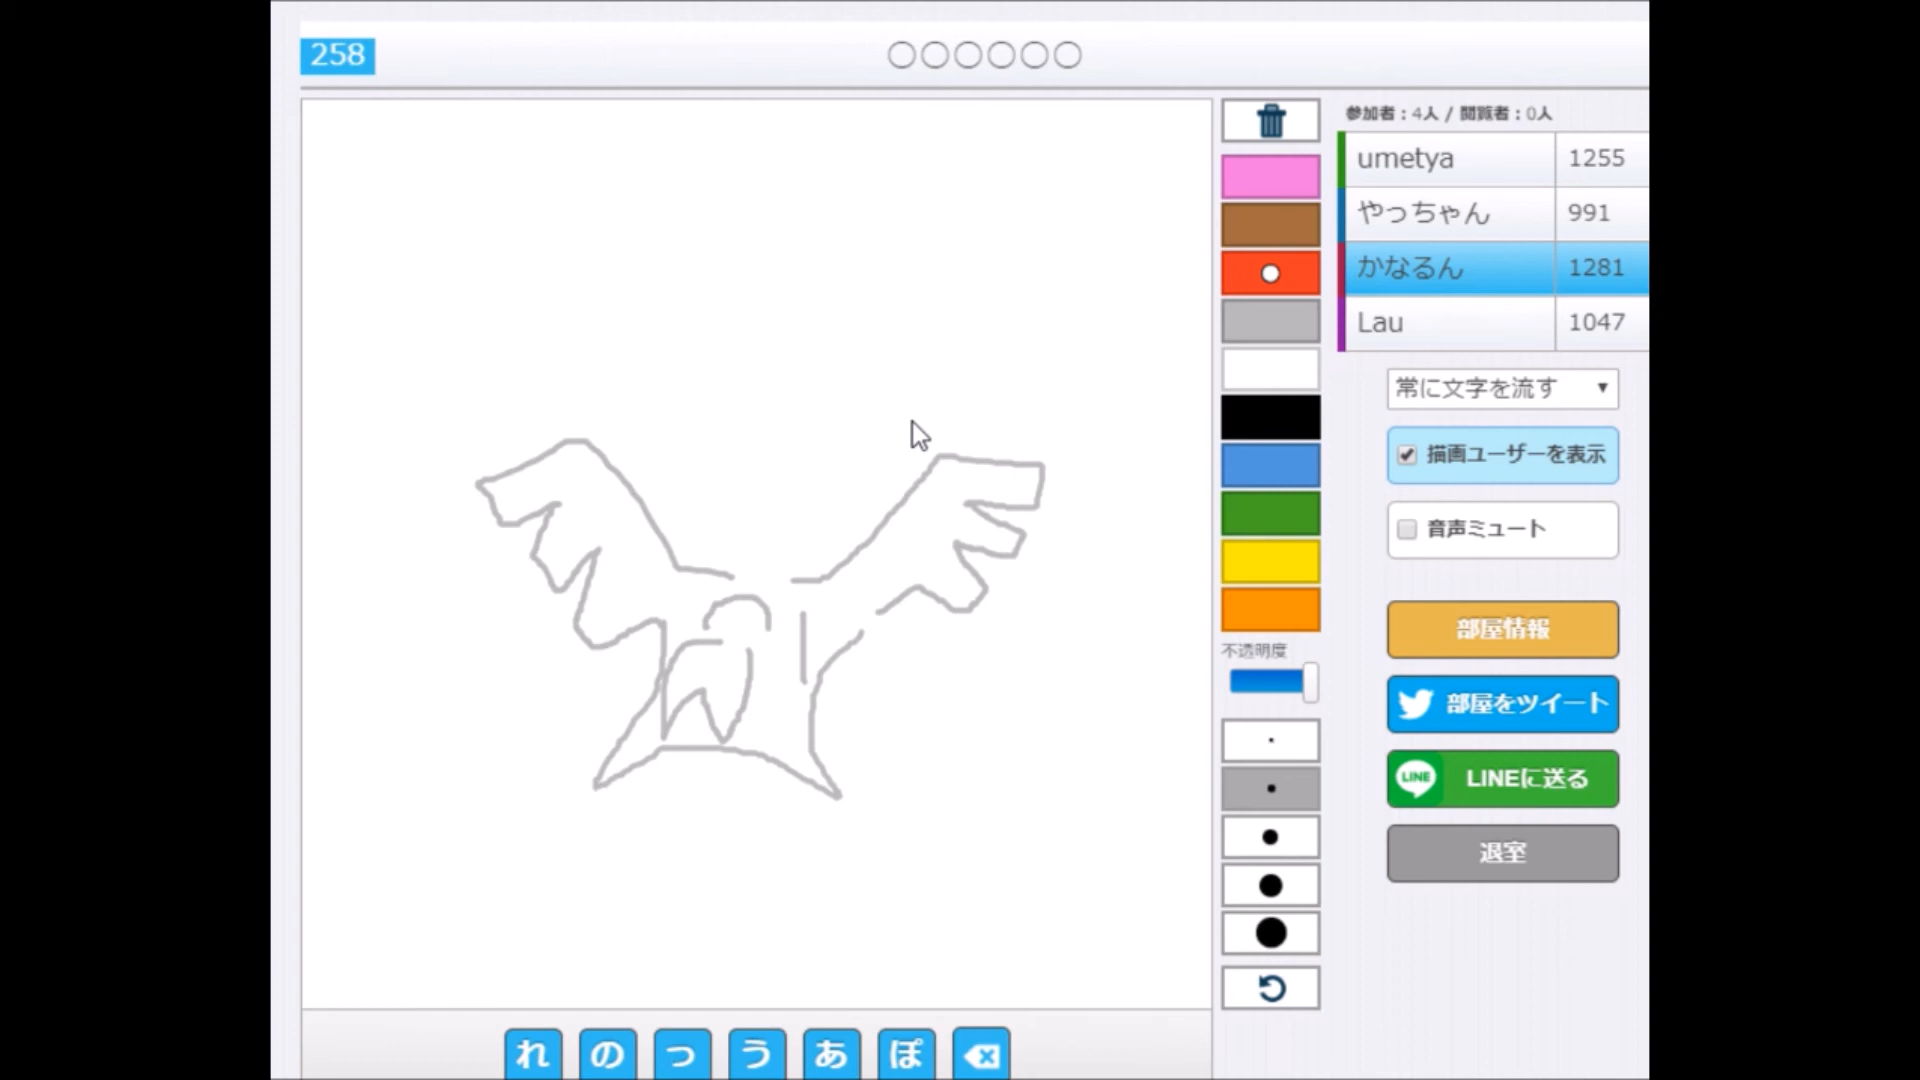 258
○○○○○○
参加者：4人 / 閲覧者：0人
umetya 1255
やっちゃん 991
かなるん 1281
Lau 1047
常に文字を流す
描画ユーザーを表示
音声ミュート
部屋情報
不透明度
部屋をツイート
LINE LINEに送る
退室
れ の っ う あ ぽ